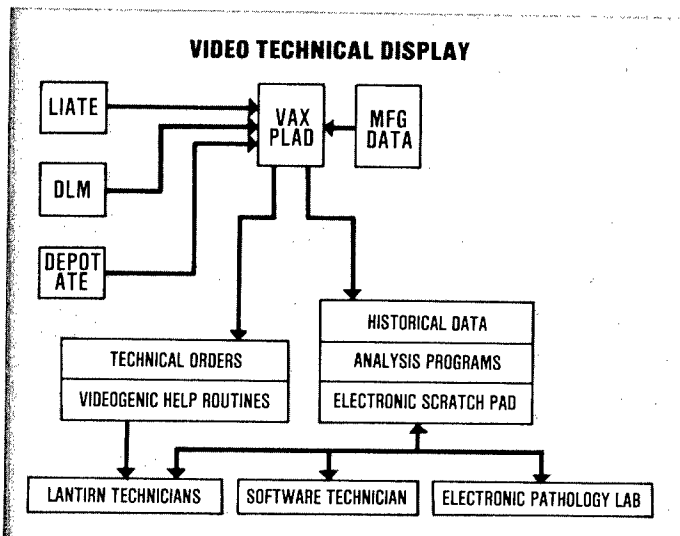 VIDEO TECHNICAL DISPLAY
LIATE
VAX
PLAD
MFG
DATA
DLM
DEPOT
ATE
HISTORICAL DATA
TECHNICAL ORDERS
ANALYSIS PROGRAMS
VIDEOGENIC HELP ROUTINES
ELECTRONIC SCRATCH PAD
LANTIRN TECHNICIANS
SOFTWARE TECHNICIAN
ELECTRONIC PATHOLOGY LAB